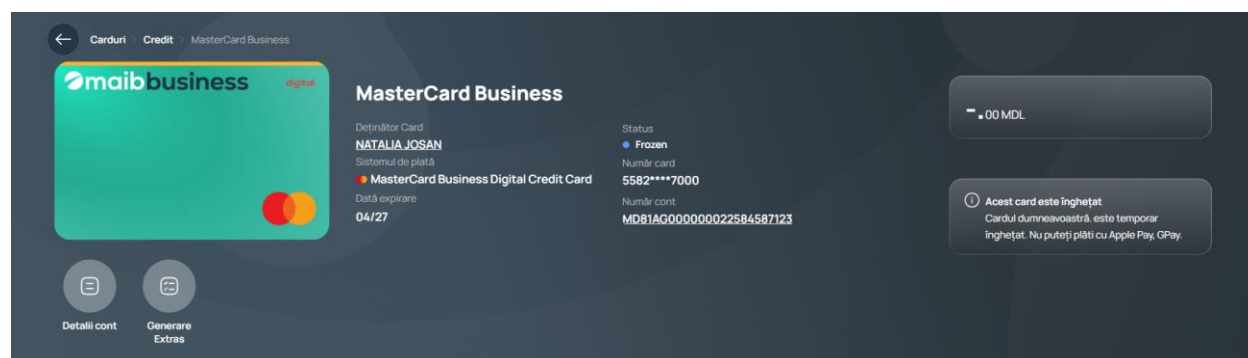 Carduri > Credit > MasterCard Business
maibbusiness digital
MasterCard Business
Deținător Card
NATALIA JOSAN
Sistemul de plată
MasterCard Business Digital Credit Card
Dată expirare
04/27
Status
Frozen
Număr card
5582****7000
Număr cont
MD81AG000000022584587123
-.00 MDL
Acest card este înghețat
Cardul dumneavoastră. este temporar
înghețat. Nu puteți plăti cu Apple Pay, GPay.
Detalii cont
Generare
Extras